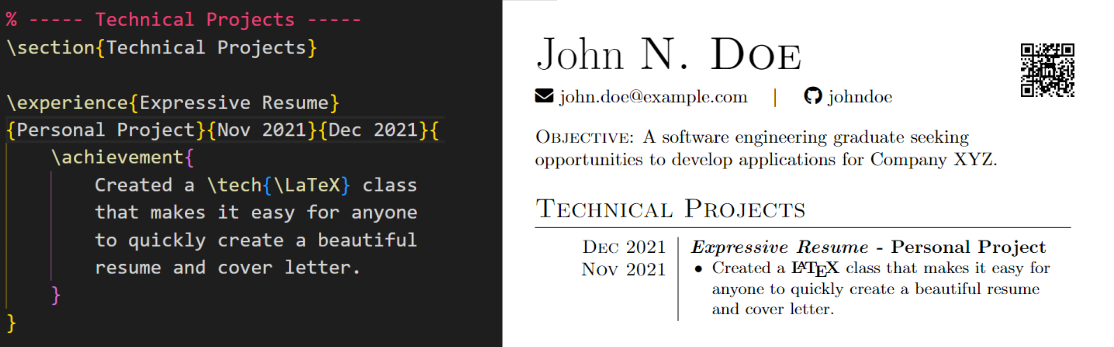 % ----- Technical Projects -----
\section{Technical Projects}
\experience{Expressive Resume}
{Personal Project}{Nov 2021}{Dec 2021}{
\achievement{
Created a \tech{\LaTeX} class
that makes it easy for anyone
to quickly create a beautiful
resume and cover letter.
}
}
John N. Doe
john.doe@example.com | johndoe
Objective: A software engineering graduate seeking
opportunities to develop applications for Company XYZ.
Technical Projects
Dec 2021
Nov 2021
Expressive Resume - Personal Project
• Created a LaTeX class that makes it easy for
anyone to quickly create a beautiful resume
and cover letter.